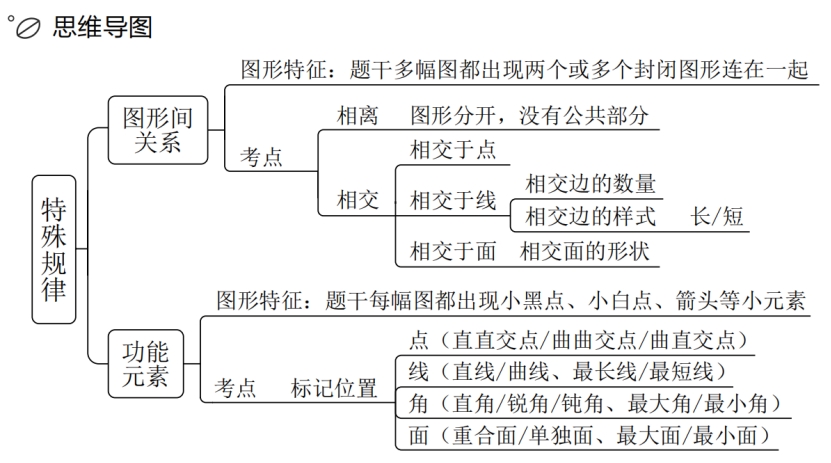 思维导图
特殊规律
图形间
关系
图形特征：题干多幅图都出现两个或多个封闭图形连在一起
考点
相离 图形分开，没有公共部分
相交
相交于点
相交于线
相交边的数量
相交边的样式 长/短
相交于面 相交面的形状
功能
元素
图形特征：题干每幅图都出现小黑点、小白点、箭头等小元素
考点 标记位置
点（直直交点/曲曲交点/曲直交点）
线（直线/曲线、最长线/最短线）
角（直角/锐角/钝角、最大角/最小角）
面（重合面/单独面、最大面/最小面）